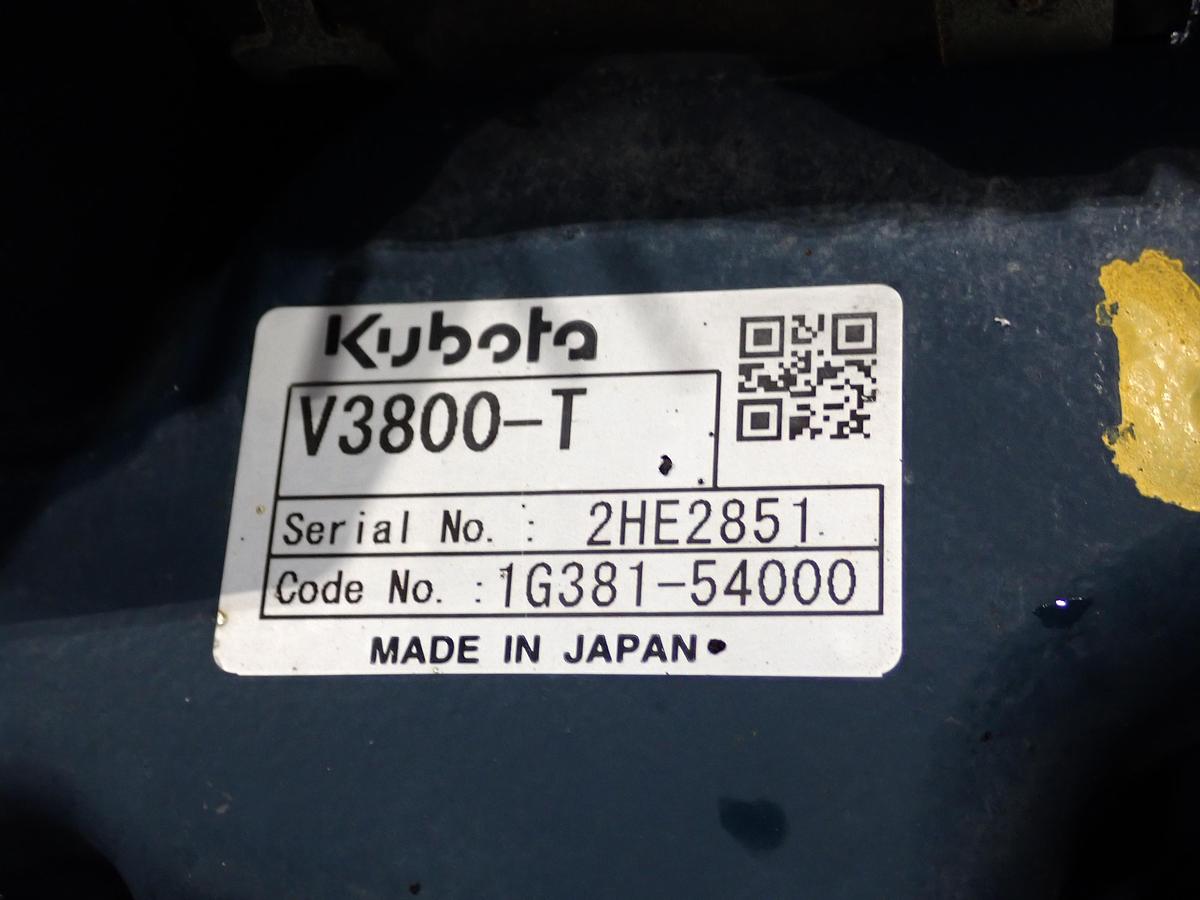 Kubota
V3800-T
Serial No. : 2HE2851
Code No. : 1G381-54000
MADE IN JAPAN